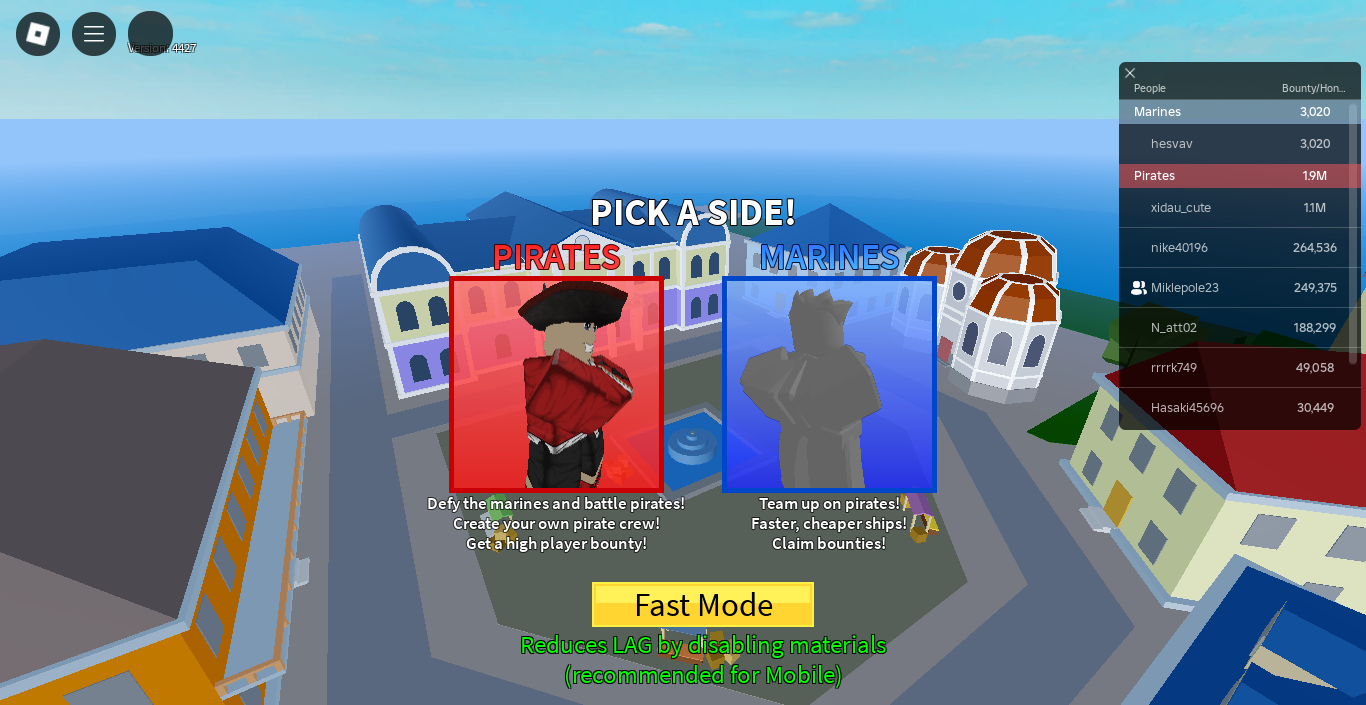 Version: 4427
People Bounty/Hon...
Marines 3,020
hesvav 3,020
Pirates 1.9M
xidau_cute 1.1M
nike40196 264,536
Miklepole23 249,375
N_att02 188,299
rrrrk749 49,058
Hasaki45696 30,449
PICK A SIDE!
PIRATES
MARINES
Defy the marines and battle pirates!
Create your own pirate crew!
Get a high player bounty!
Team up on pirates!
Faster, cheaper ships!
Claim bounties!
Fast Mode
Reduces LAG by disabling materials
(recommended for Mobile)